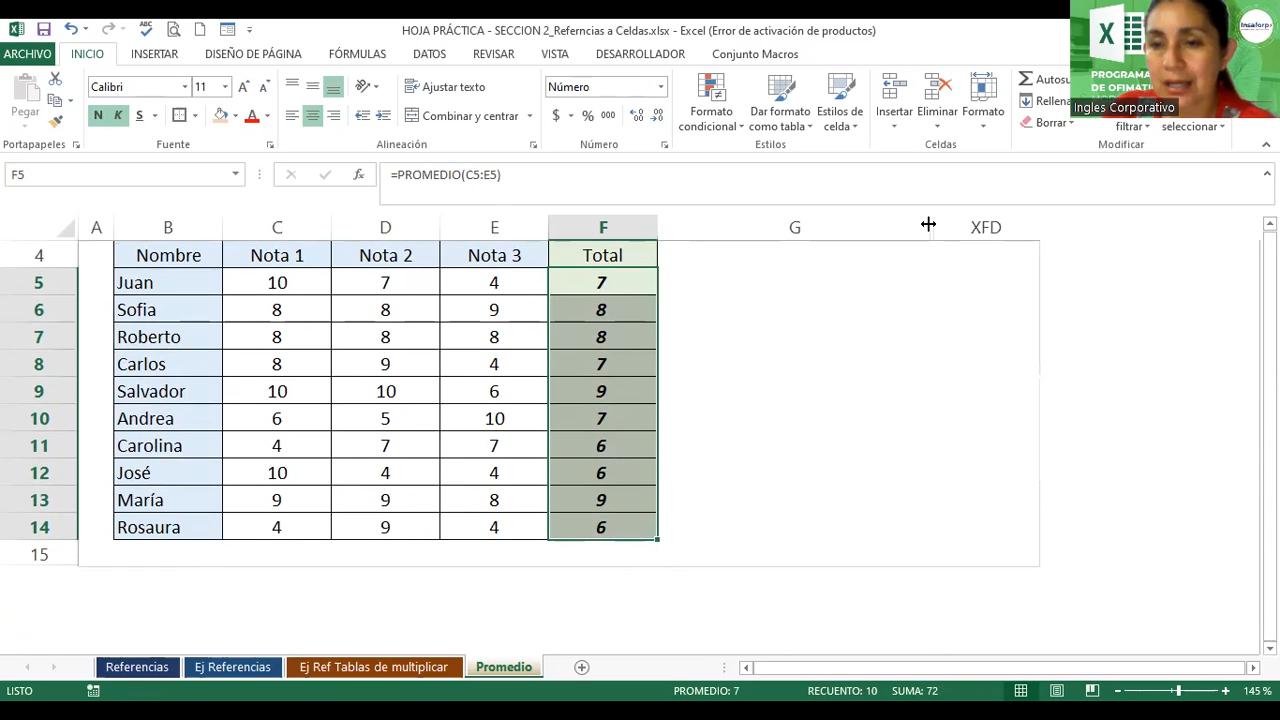 HOJA PRÁCTICA - SECCION 2_Referncias a Celdas.xlsx - Excel (Error de activación de productos)
ARCHIVO INICIO INSERTAR DISEÑO DE PÁGINA FÓRMULAS DATOS REVISAR VISTA DESARROLLADOR Conjunto Macros
PROGRAMA
DE OFIMATI
Ingles Corporativo
Insaforp
Pegar
Calibri 11
N K S
Ajustar texto
Combinar y centrar
Número
$ % 000
Formato condicional
Dar formato como tabla
Estilos de celda
Insertar
Eliminar
Formato
Autosu
Rellena
Borrar
filtrar
seleccionar
Portapapeles Fuente Alineación Número Estilos Celdas Modificar
F5 fx =PROMEDIO(C5:E5)
A B C D E F G XFD
4 Nombre Nota 1 Nota 2 Nota 3 Total
5 Juan 10 7 4 7
6 Sofia 8 8 9 8
7 Roberto 8 8 8 8
8 Carlos 8 9 4 7
9 Salvador 10 10 6 9
10 Andrea 6 5 10 7
11 Carolina 4 7 7 6
12 José 10 4 4 6
13 María 9 9 8 9
14 Rosaura 4 9 4 6
15
Referencias Ej Referencias Ej Ref Tablas de multiplicar Promedio
LISTO PROMEDIO: 7 RECUENTO: 10 SUMA: 72 145 %